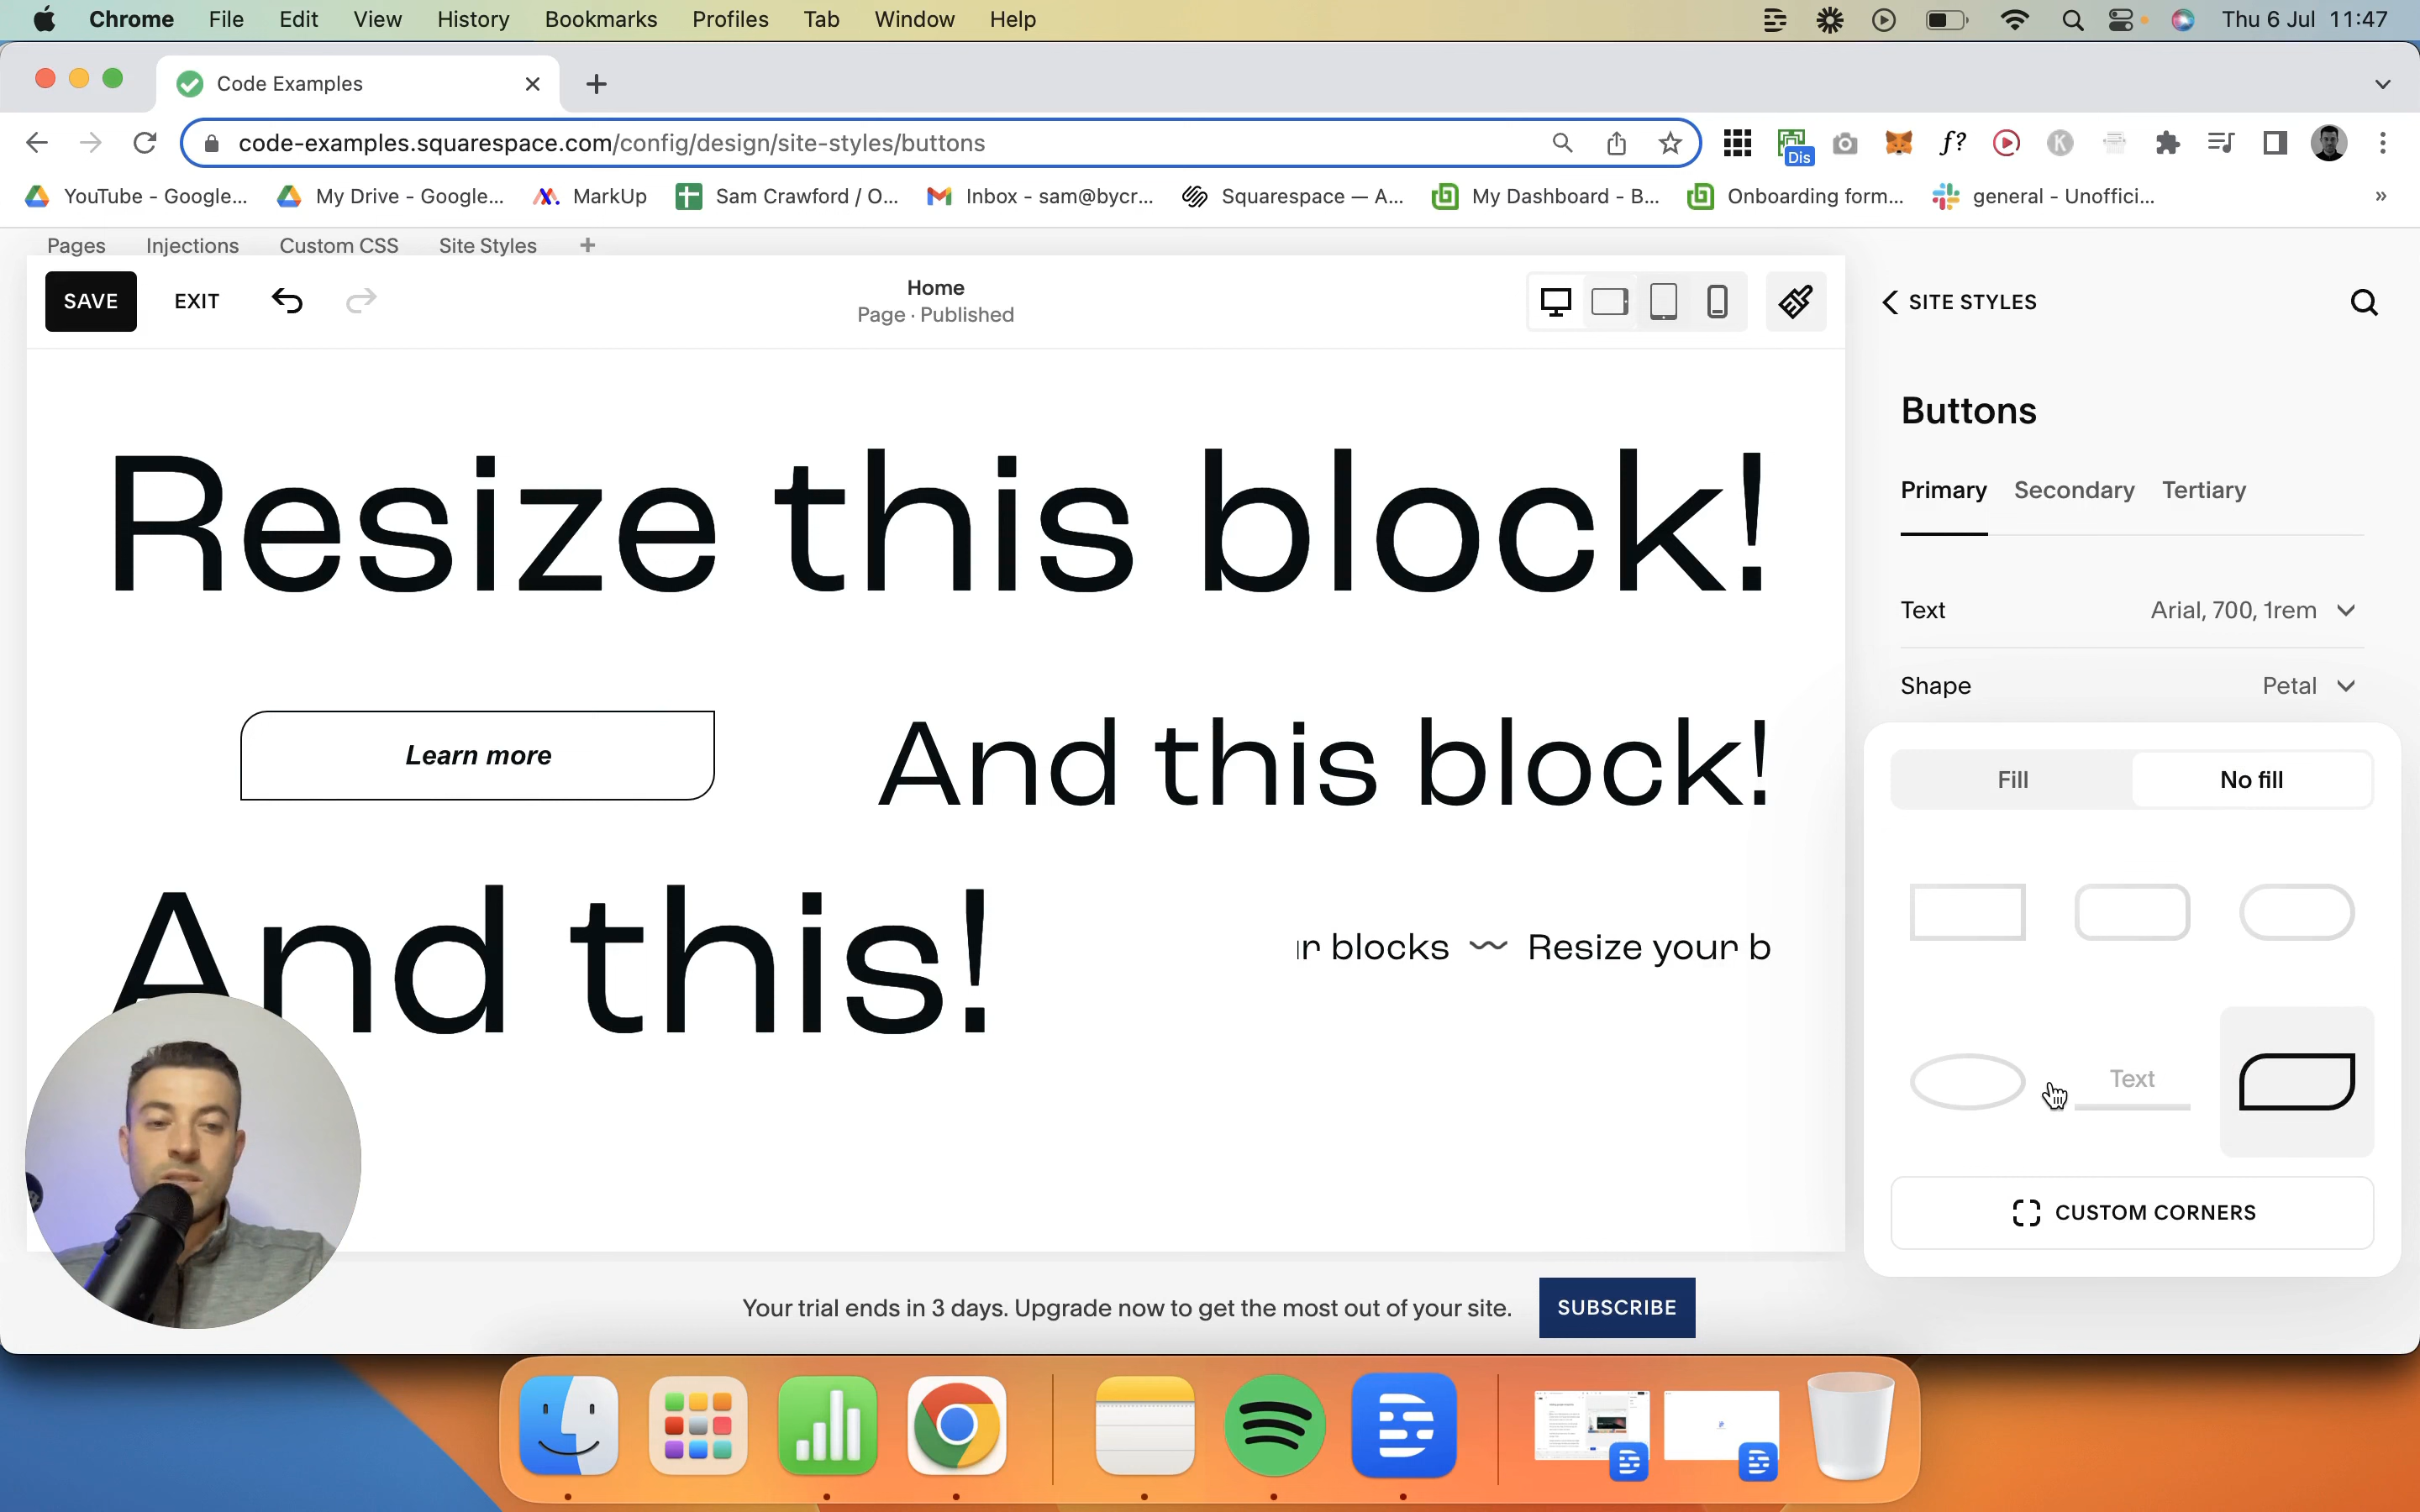 Chrome File Edit View History Bookmarks Profiles Tab Window Help Thu 6 Jul 11:47
Code Examples
code-examples.squarespace.com/config/design/site-styles/buttons
f?
Dis
K
YouTube - Google... My Drive - Google... MarkUp Sam Crawford / O... Inbox - sam@bycr... Squarespace — A... My Dashboard - B... Onboarding form... general - Unoffici... »
Pages Injections Custom CSS Site Styles +
SAVE EXIT
Home
Page · Published
Resize this block!
Learn more
And this block!
And this!
ır blocks Resize your b
Your trial ends in 3 days. Upgrade now to get the most out of your site. SUBSCRIBE
SITE STYLES
Buttons
Primary Secondary Tertiary
Text Arial, 700, 1rem
Shape Petal
Fill No fill
Text
CUSTOM CORNERS